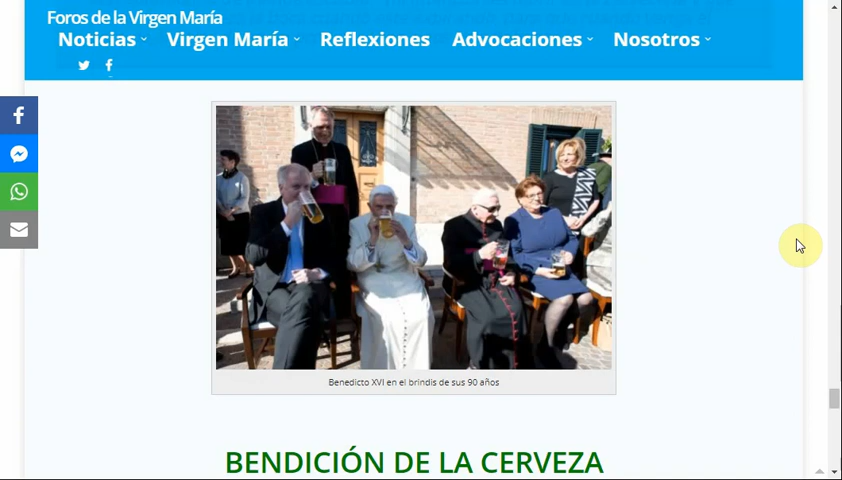 Foros de la Virgen María
Noticias Virgen María Reflexiones Advocaciones Nosotros
Benedicto XVI en el brindis de sus 90 años
BENDICIÓN DE LA CERVEZA